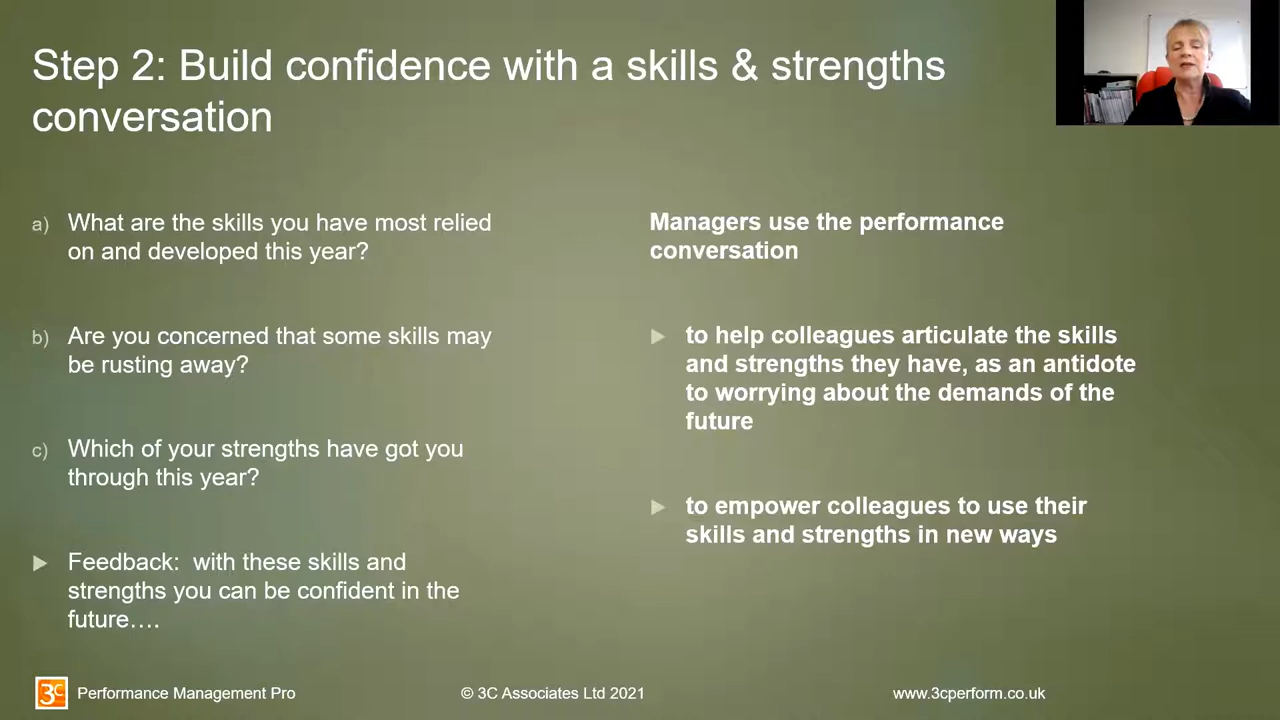 Step 2: Build confidence with a skills & strengths
conversation
a) What are the skills you have most relied
on and developed this year?
b) Are you concerned that some skills may
be rusting away?
c) Which of your strengths have got you
through this year?
Feedback:  with these skills and
strengths you can be confident in the
future….
Managers use the performance
conversation
to help colleagues articulate the skills
and strengths they have, as an antidote
to worrying about the demands of the
future
to empower colleagues to use their
skills and strengths in new ways
3C Performance Management Pro
© 3C Associates Ltd 2021
www.3cperform.co.uk